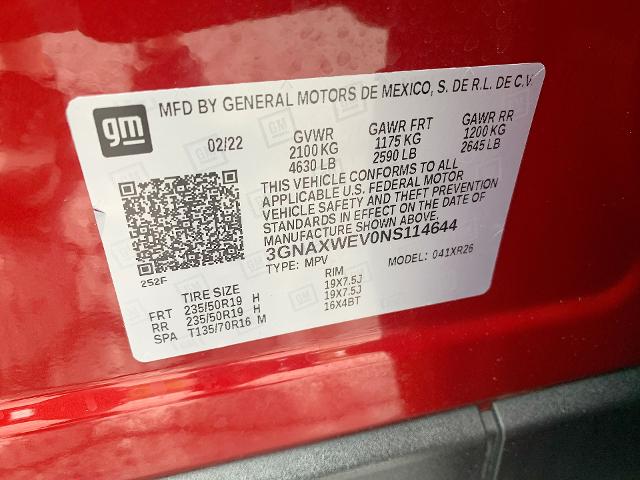 gm MFD BY GENERAL MOTORS DE MEXICO, S. DE R.L. DE C.V.
02/22 GVWR GAWR FRT GAWR RR
2100 KG 1175 KG 1200 KG
4630 LB 2590 LB 2645 LB
THIS VEHICLE CONFORMS TO ALL
APPLICABLE U.S. FEDERAL MOTOR
VEHICLE SAFETY AND THEFT PREVENTION
STANDARDS IN EFFECT ON THE DATE OF
MANUFACTURE SHOWN ABOVE.
3GNAXWEV0NS114644
TYPE: MPV MODEL: 041XR26
252F
TIRE SIZE RIM
FRT 235/50R19 H 19X7.5J
RR 235/50R19 H 19X7.5J
SPA T135/70R16 M 16X4BT